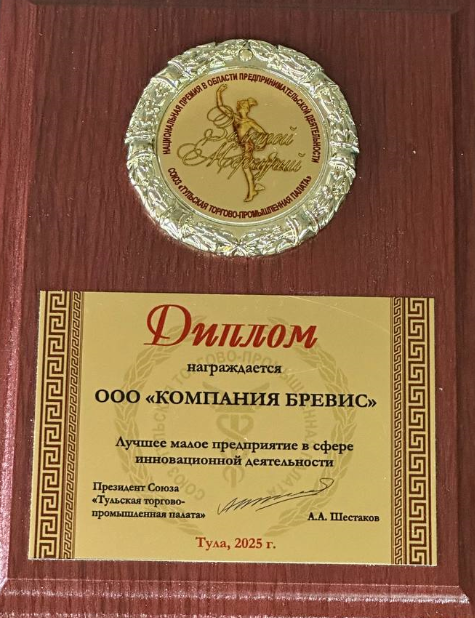 НАЦИОНАЛЬНАЯ ПРЕМИЯ В ОБЛАСТИ ПРЕДПРИНИМАТЕЛЬСКОЙ ДЕЯТЕЛЬНОСТИ
Золотой
Меркурий
СОЮЗ «ТУЛЬСКАЯ ТОРГОВО-ПРОМЫШЛЕННАЯ ПАЛАТА»
Диплом
награждается
ООО «КОМПАНИЯ БРЕВИС»
Лучшее малое предприятие в сфере
инновационной деятельности
Президент Союза
«Тульская торгово-
промышленная палата»
А.А. Шестаков
Тула, 2025 г.